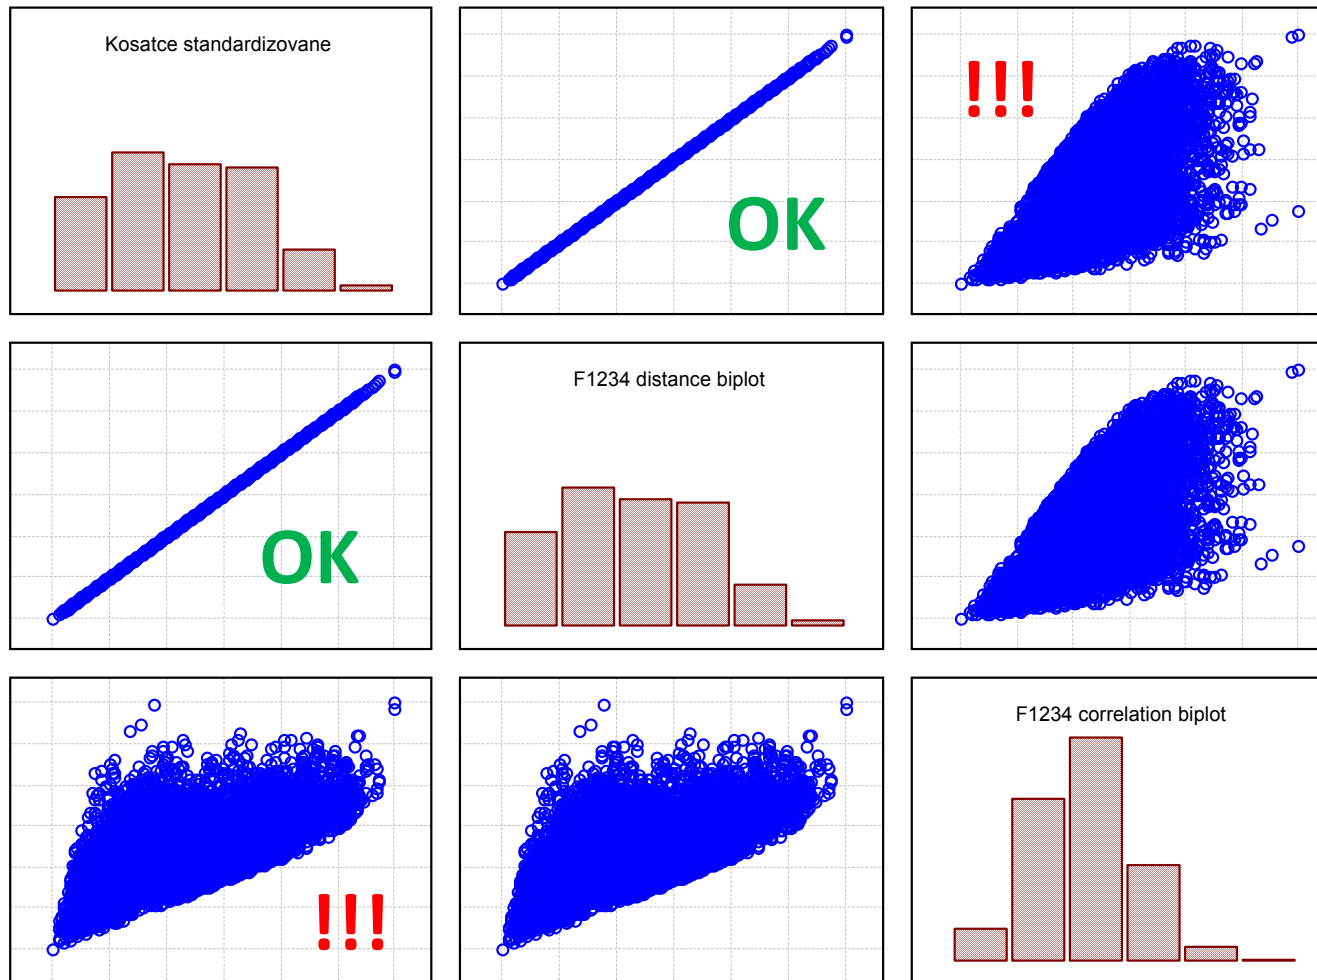 Kosatce standardizovane
OK
!!!
OK
F1234 distance biplot
!!!
F1234 correlation biplot